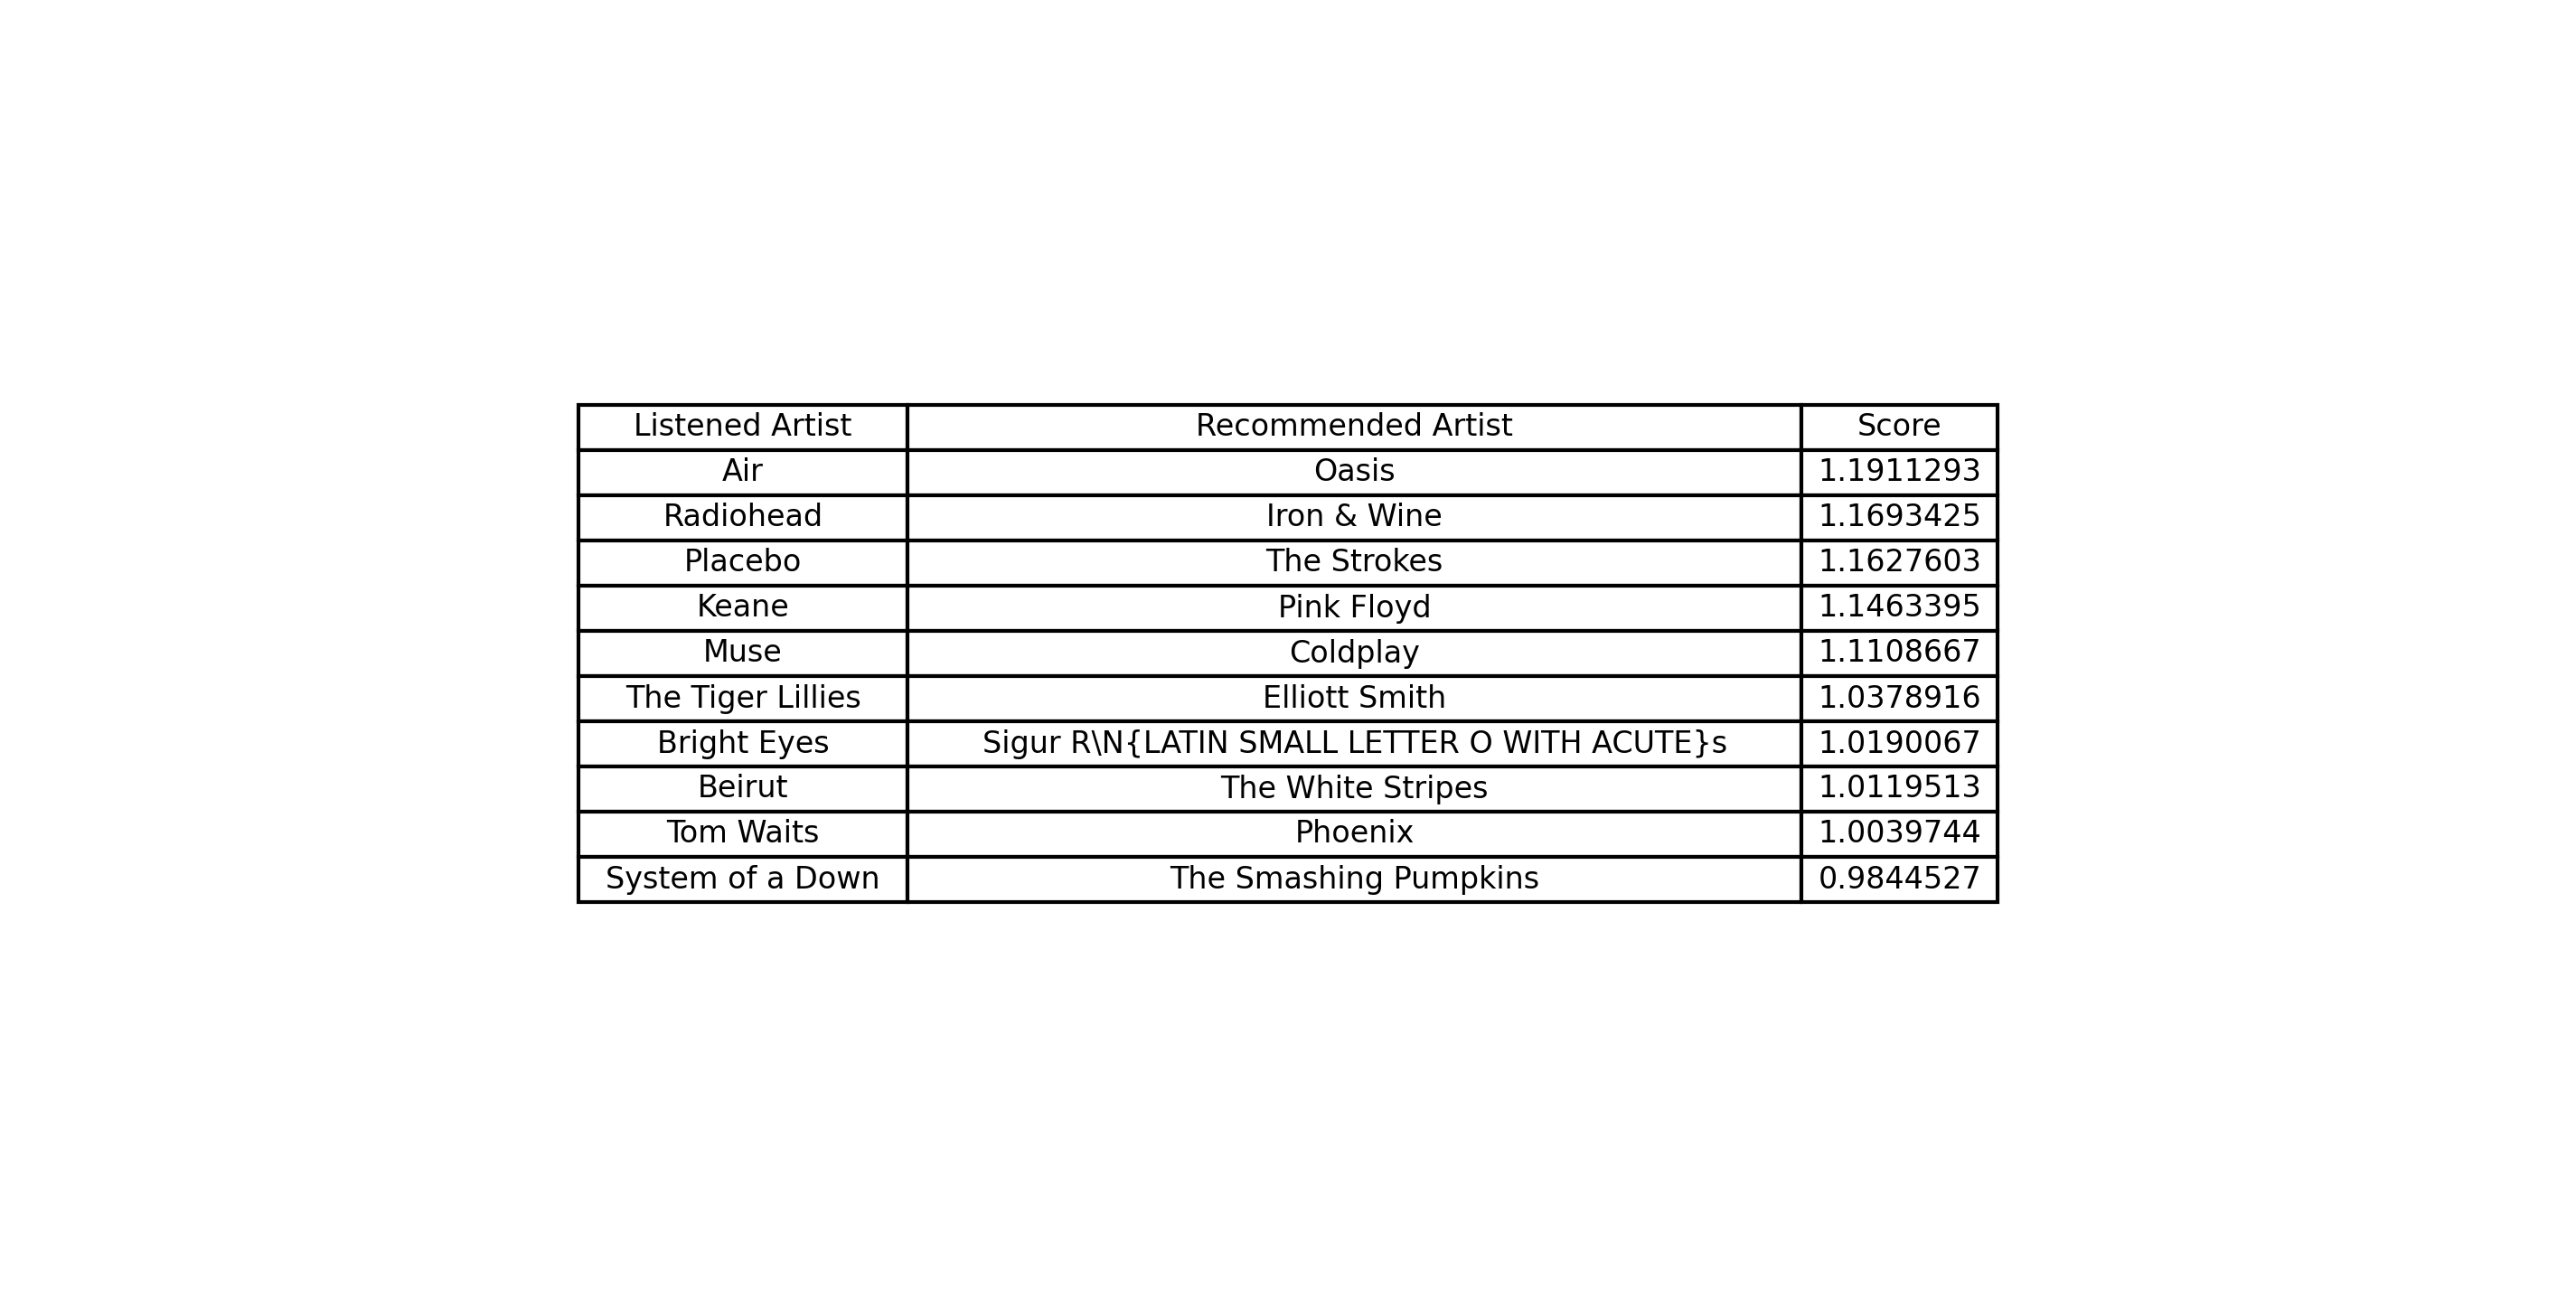 Listened Artist Recommended Artist Score
Air Oasis 1.1911293
Radiohead Iron & Wine 1.1693425
Placebo The Strokes 1.1627603
Keane Pink Floyd 1.1463395
Muse Coldplay 1.1108667
The Tiger Lillies Elliott Smith 1.0378916
Bright Eyes Sigur R\N{LATIN SMALL LETTER O WITH ACUTE}s 1.0190067
Beirut The White Stripes 1.0119513
Tom Waits Phoenix 1.0039744
System of a Down The Smashing Pumpkins 0.9844527